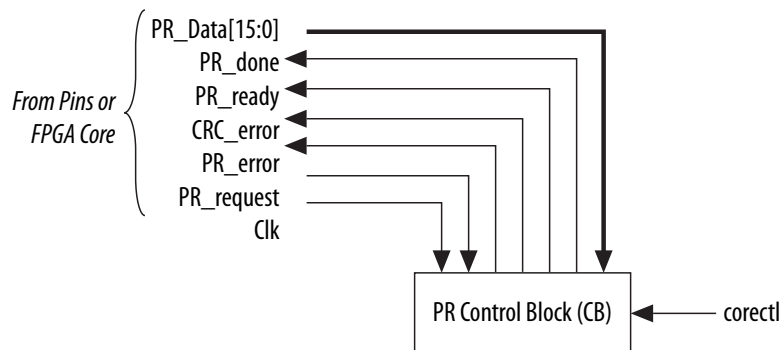 PR_Data[15:0]
PR_done
From Pins or
FPGA Core
PR_ready
CRC_error
PR_error
PR_request
Clk
PR Control Block (CB)
corectl